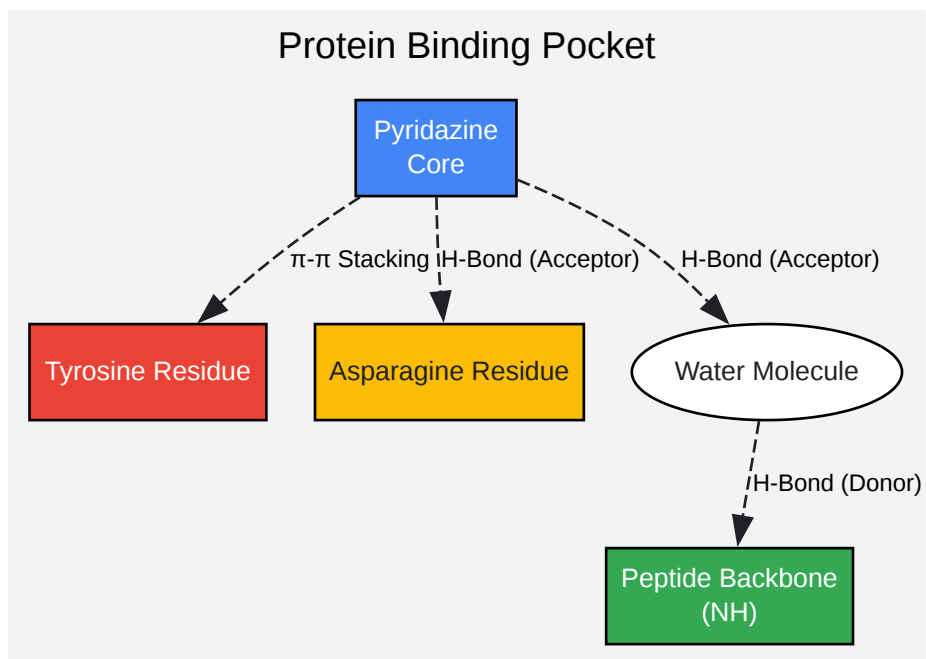 Protein Binding Pocket
Pyridazine
Core
π-π Stacking
H-Bond (Acceptor)
H-Bond (Acceptor)
Tyrosine Residue
Asparagine Residue
Water Molecule
H-Bond (Donor)
Peptide Backbone
(NH)